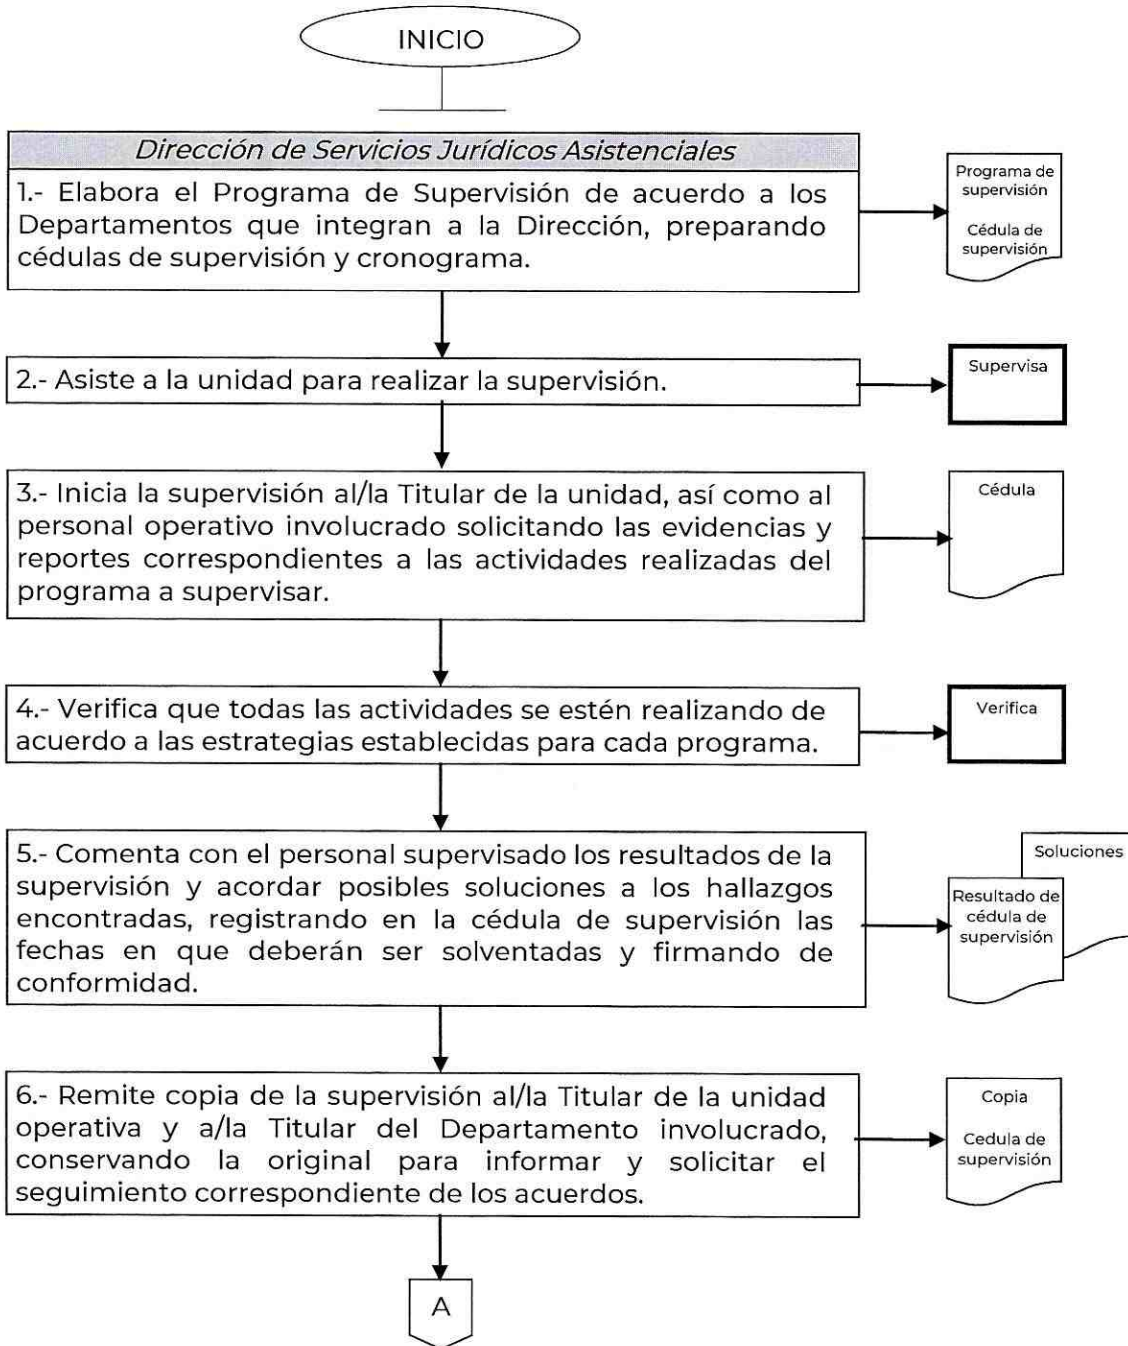 INICIO
Dirección de Servicios Jurídicos Asistenciales
1.- Elabora el Programa de Supervisión de acuerdo a los
Departamentos que integran a la Dirección, preparando
cédulas de supervisión y cronograma.
Programa de
supervisión
Cédula de
supervisión
2.- Asiste a la unidad para realizar la supervisión.
Supervisa
3.- Inicia la supervisión al/la Titular de la unidad, así como al
personal operativo involucrado solicitando las evidencias y
reportes correspondientes a las actividades realizadas del
programa a supervisar.
Cédula
4.- Verifica que todas las actividades se estén realizando de
acuerdo a las estrategias establecidas para cada programa.
Verifica
5.- Comenta con el personal supervisado los resultados de la
supervisión y acordar posibles soluciones a los hallazgos
encontradas, registrando en la cédula de supervisión las
fechas en que deberán ser solventadas y firmando de
conformidad.
Soluciones
Resultado de
cédula de
supervisión
6.- Remite copia de la supervisión al/la Titular de la unidad
operativa y a/la Titular del Departamento involucrado,
conservando la original para informar y solicitar el
seguimiento correspondiente de los acuerdos.
Copia
Cedula de
supervisión
A